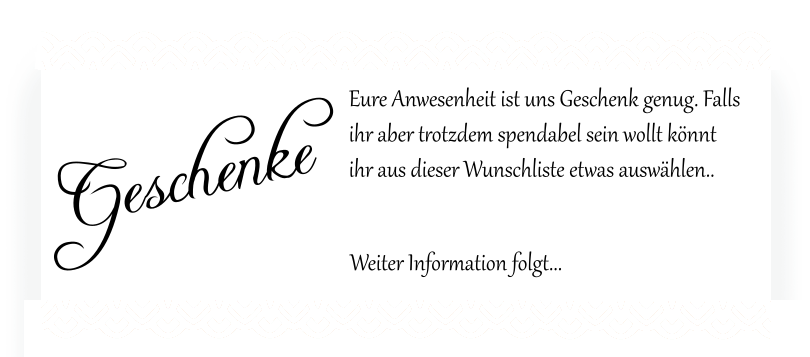 Geschenke
Eure Anwesenheit ist uns Geschenk genug. Falls
ihr aber trotzdem spendabel sein wollt könnt
ihr aus dieser Wunschliste etwas auswählen..
Weiter Information folgt...